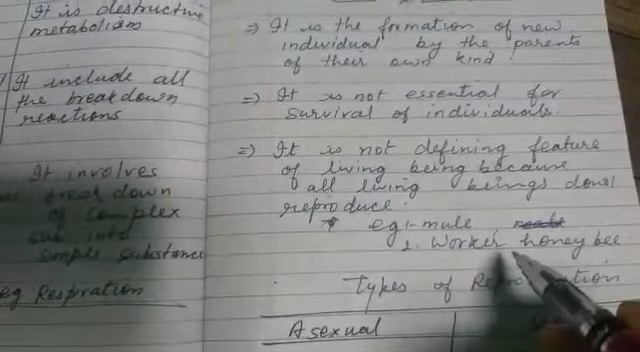 It is destructive
metabolism
It include all
the breakdown
reactions
It involves
break down
of complex
sub into
simple substance
eg Respiration
⇒ It is the formation of new
individual by the parents
of their own kind.
⇒ It is not essential for
survival of individuals.
⇒ It is not defining feature
of living being because
all living beings donot
reproduce.
eg 1- mule
2. Worker honey bee
Types of Reproduction
Asexual